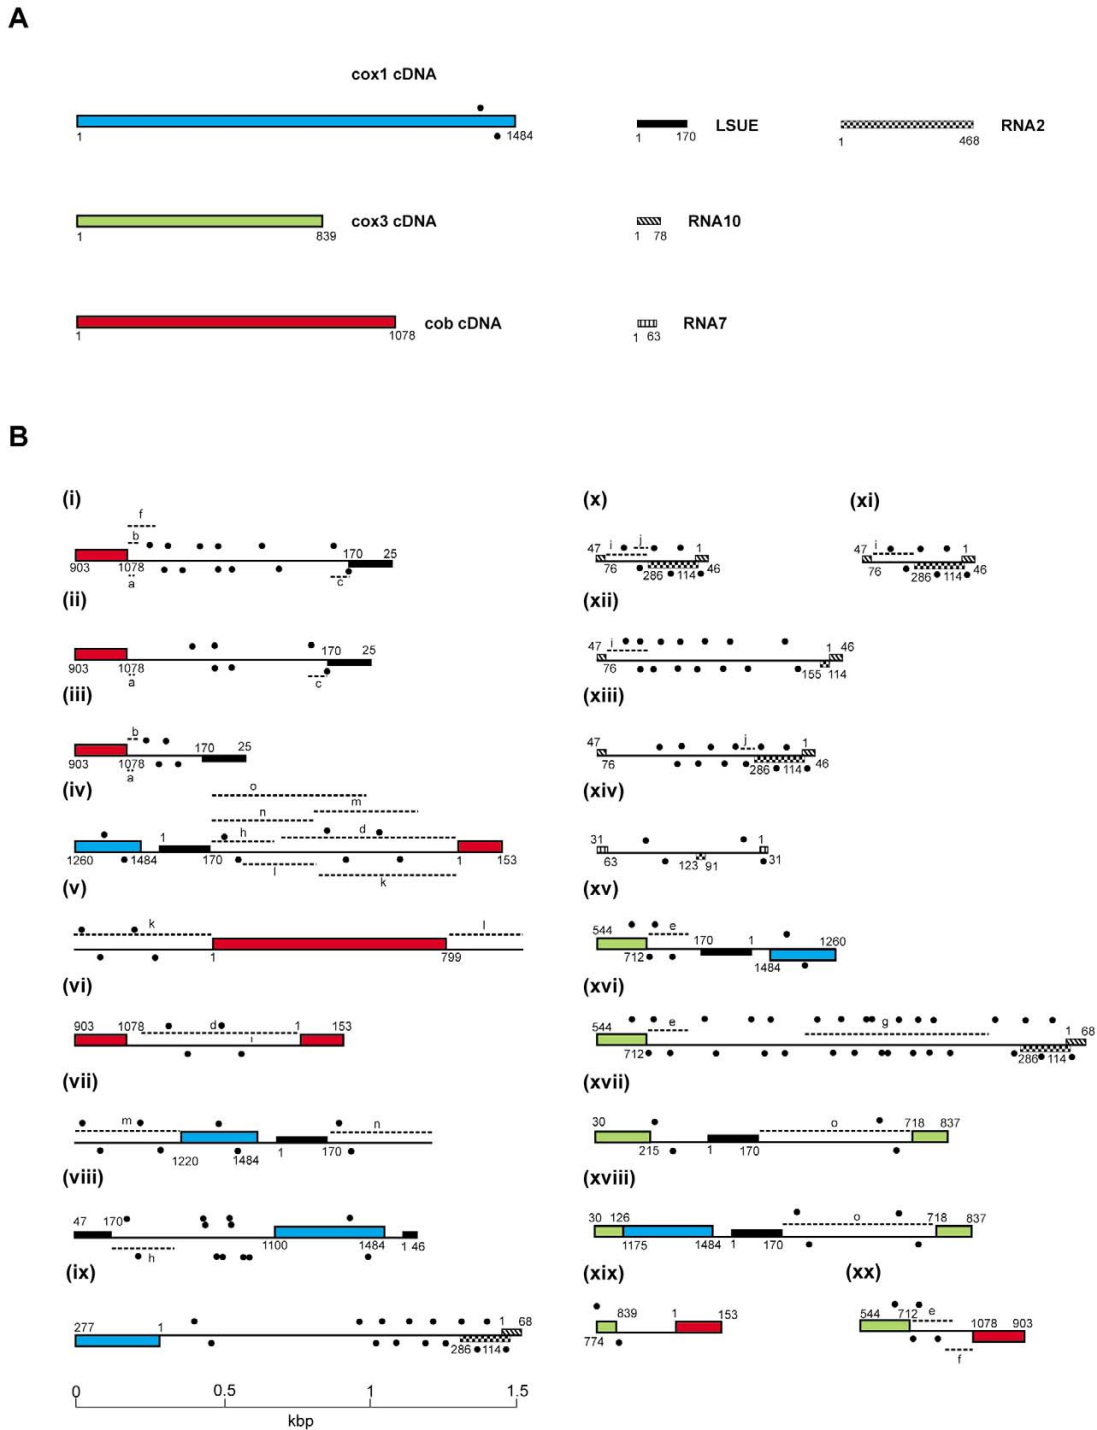 A
cox1 cDNA
1 1484
LSUE
1 170
RNA2
1 468
cox3 cDNA
1 839
RNA10
1 78
cob cDNA
1 1078
RNA7
1 63
B
(i)
f
b
170 25
903 1078
a c
(ii)
170 25
903 1078
a c
(iii)
b
170 25
903 1078
a
(iv)
o
m
n
1 h d
1260 1484 170 1 153
l
k
(v)
k l
1 799
(vi)
903 1078 d 1 153
(vii)
m n
1220 1484 1 170
(viii)
47 170
1100 1484 1 46
h
(ix)
277 1 1 68
286 114
0 0.5 1 1.5
kbp
(x)
j
47 i 1
76 286 114 46
(xi)
47 i 1
76 286 114 46
(xii)
47 i 1 46
76 155 114
(xiii)
47 j 1
76 286 114 46
(xiv)
31 1
63 123 91 31
(xv)
544 e 170 1 1260
712 1484
(xvi)
544 e g 1 68
712 286 114
(xvii)
30 o 718 837
215 1 170
(xviii)
30 126 o 718 837
1175 1484 1 170
(xix)
839 1 153
774
(xx)
544 712 e 1078 903
f